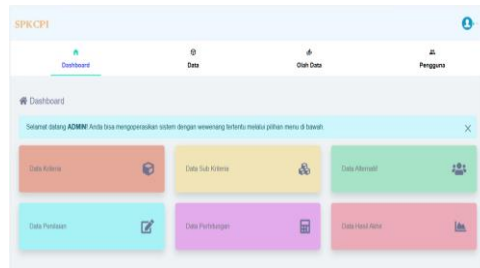 SPKCPI
Dashboard
Data
Olah Data
Pengguna
Dashboard
Selamat datang ADMIN! Anda bisa mengoperasikan sistem dengan wewenang tertentu melalui pilihan menu di bawah.
Data Kriteria
Data Sub Kriteria
Data Alternatif
Data Penilaian
Data Perhitungan
Data Hasil Akhir